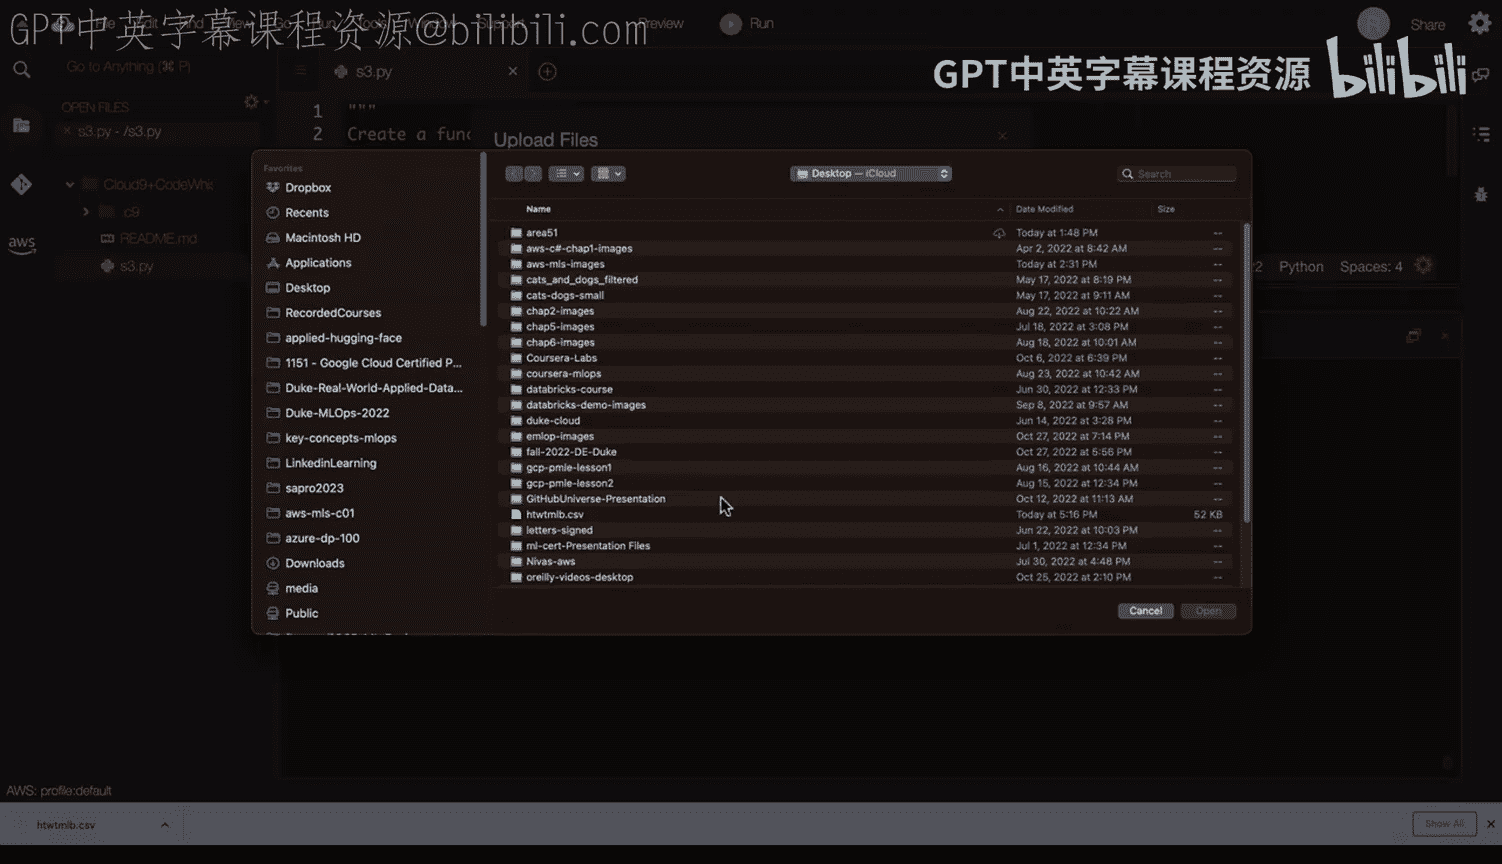 GPT中英字幕课程资源@bilibili.com
File Edit Find View Go Run Tools Window Support Preview Run Share
GPT中英字幕课程资源 bilibili
Go to Anything (⌘ P)
s3.py
OPEN FILES
s3.py - /s3.py
1 """
2 Create a func
Upload Files
Cloud9+CodeWhi
c9
README.md
s3.py
aws
Favorites
Dropbox
Recents
Macintosh HD
Applications
Desktop
RecordedCourses
applied-hugging-face
1151 - Google Cloud Certified P...
Duke-Real-World-Applied-Data...
Duke-MLOps-2022
key-concepts-mlops
LinkedinLearning
sapro2023
aws-mls-c01
azure-dp-100
Downloads
media
Public
Desktop — iCloud
Search
Name Date Modified Size
area51 Today at 1:48 PM --
aws-c#-chap1-images Apr 2, 2022 at 8:42 AM --
aws-mls-images Today at 2:31 PM --
cats_and_dogs_filtered May 17, 2022 at 8:19 PM --
cats-dogs-small May 17, 2022 at 9:11 AM --
chap2-images Aug 22, 2022 at 10:22 AM --
chap5-images Jul 18, 2022 at 3:08 PM --
chap6-images Aug 18, 2022 at 10:01 AM --
Coursera-Labs Oct 6, 2022 at 6:39 PM --
coursera-mlops Aug 23, 2022 at 10:42 AM --
databricks-course Jun 30, 2022 at 12:33 PM --
databricks-demo-images Sep 8, 2022 at 9:57 AM --
duke-cloud Jun 14, 2022 at 3:28 PM --
emlop-images Oct 27, 2022 at 7:14 PM --
fall-2022-DE-Duke Oct 27, 2022 at 5:56 PM --
gcp-pmle-lesson1 Aug 16, 2022 at 10:44 AM --
gcp-pmle-lesson2 Aug 15, 2022 at 12:34 PM --
GitHubUniverse-Presentation Oct 12, 2022 at 11:13 AM --
htwtmlb.csv Today at 5:16 PM 52 KB
letters-signed Jun 22, 2022 at 10:03 PM --
ml-cert-Presentation Files Jul 1, 2022 at 12:34 PM --
Nivas-aws Jul 30, 2022 at 4:48 PM --
oreilly-videos-desktop Oct 25, 2022 at 2:10 PM --
Cancel Open
Python Spaces: 4
AWS: profile:default
htwtmlb.csv
Show All